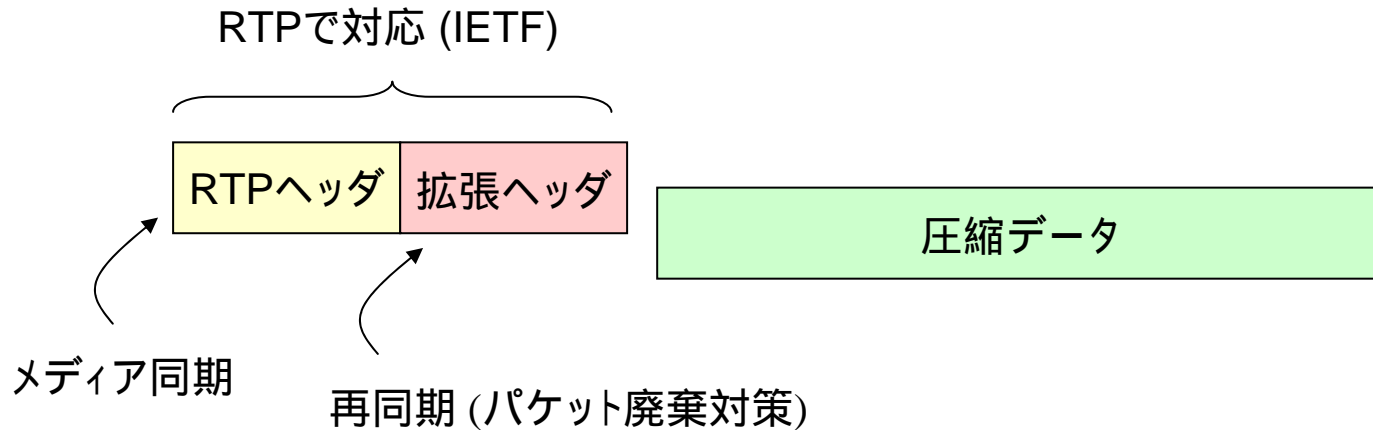 RTPで対応 (IETF)
RTPヘッダ
拡張ヘッダ
圧縮データ
メディア同期
再同期 (パケット廃棄対策)